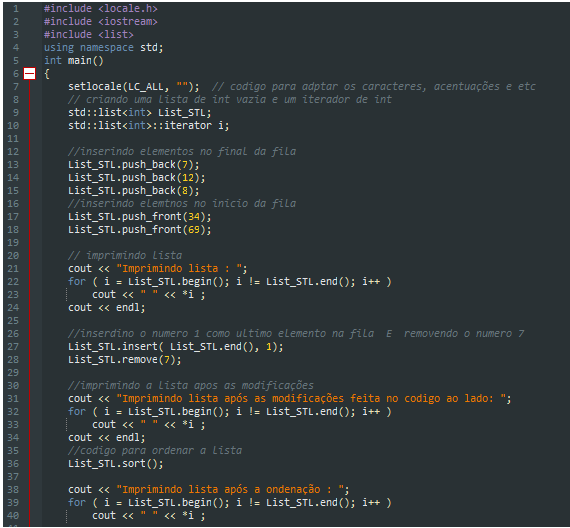 1 #include <locale.h>
2 #include <iostream>
3 #include <list>
4 using namespace std;
5 int main()
6 {
7 setlocale(LC_ALL, ""); // codigo para adptar os caracteres, acentuações e etc
8 // criando uma lista de int vazia e um iterador de int
9 std::list<int> List_STL;
10 std::list<int>::iterator i;
11
12 //inserindo elementos no final da fila
13 List_STL.push_back(7);
14 List_STL.push_back(12);
15 List_STL.push_back(8);
16 //inserindo elemtnos no inicio da fila
17 List_STL.push_front(34);
18 List_STL.push_front(69);
19
20 // imprimindo lista
21 cout << "Imprimindo lista : ";
22 for ( i = List_STL.begin(); i != List_STL.end(); i++ )
23 cout << " " << *i ;
24 cout << endl;
25
26 //inserdino o numero 1 como ultimo elemento na fila E removendo o numero 7
27 List_STL.insert( List_STL.end(), 1);
28 List_STL.remove(7);
29
30 //imprimindo a lista apos as modificações
31 cout << "Imprimindo lista após as modificações feita no codigo ao lado: ";
32 for ( i = List_STL.begin(); i != List_STL.end(); i++ )
33 cout << " " << *i ;
34 cout << endl;
35 //codigo para ordenar a lista
36 List_STL.sort();
37
38 cout << "Imprimindo lista após a ondenação : ";
39 for ( i = List_STL.begin(); i != List_STL.end(); i++ )
40 cout << " " << *i ;